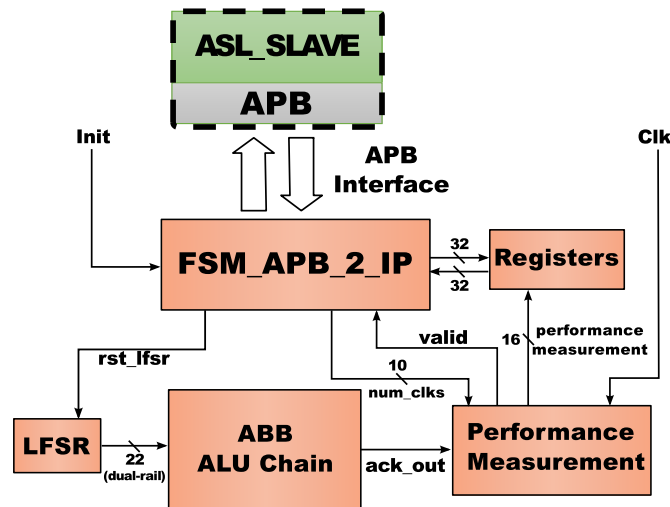 ASL_SLAVE
APB
Init
APB
Interface
Clk
FSM_APB_2_IP
32
32
Registers
rst_lfsr
valid
16
performance
measurement
10
num_clks
LFSR
22
(dual-rail)
ABB
ALU Chain
ack_out
Performance
Measurement